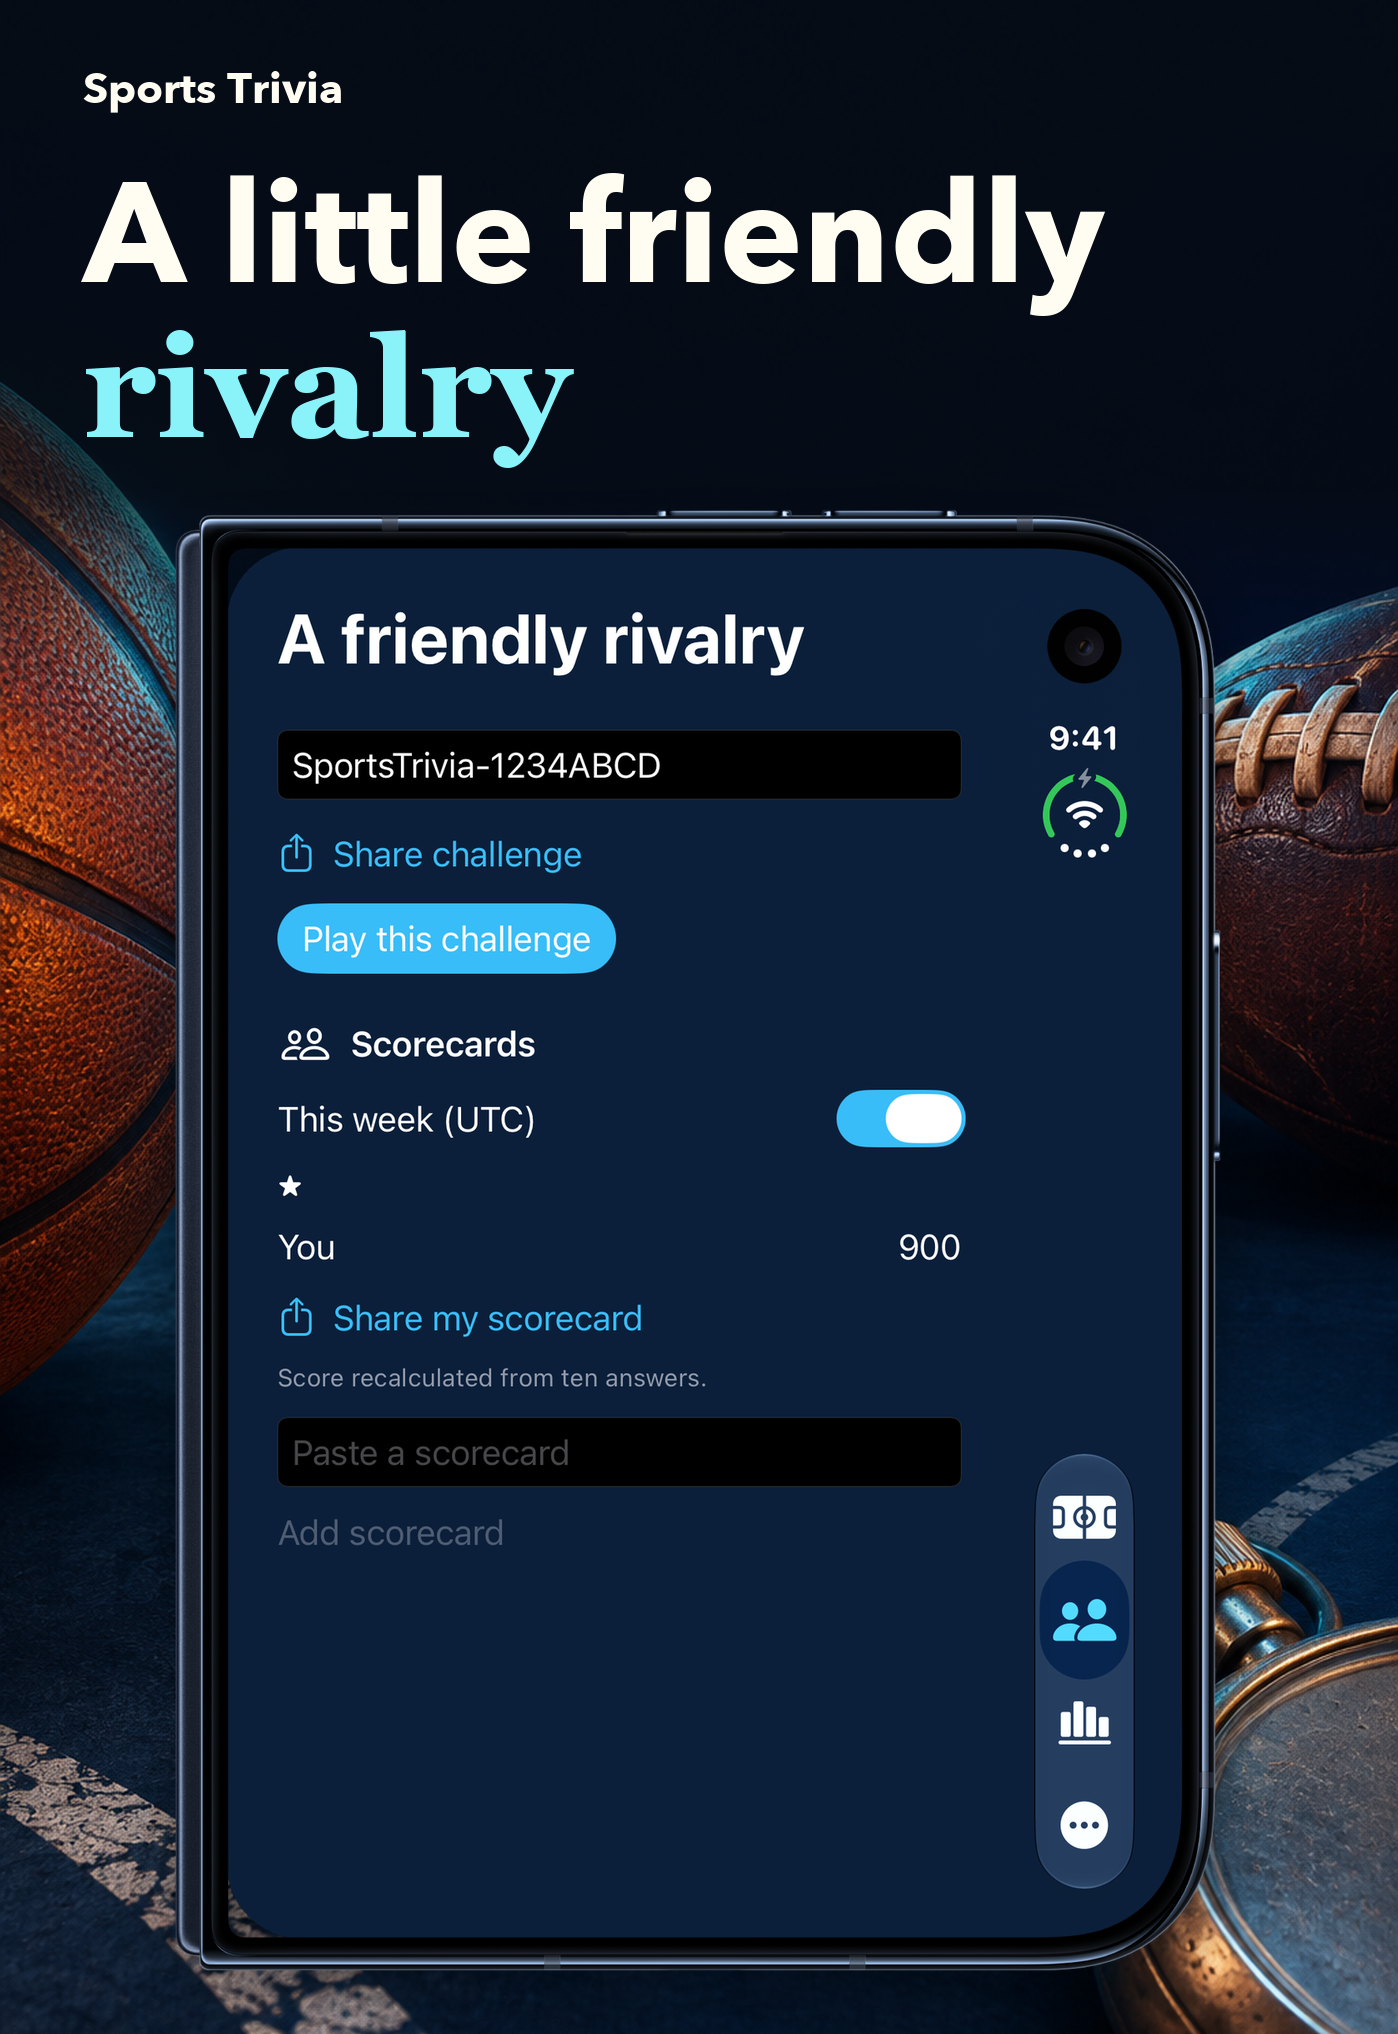 Sports Trivia
A little friendly
rivalry
A friendly rivalry
9:41
SportsTrivia-1234ABCD
Share challenge
Play this challenge
Scorecards
This week (UTC)
You 900
Share my scorecard
Score recalculated from ten answers.
Paste a scorecard
Add scorecard